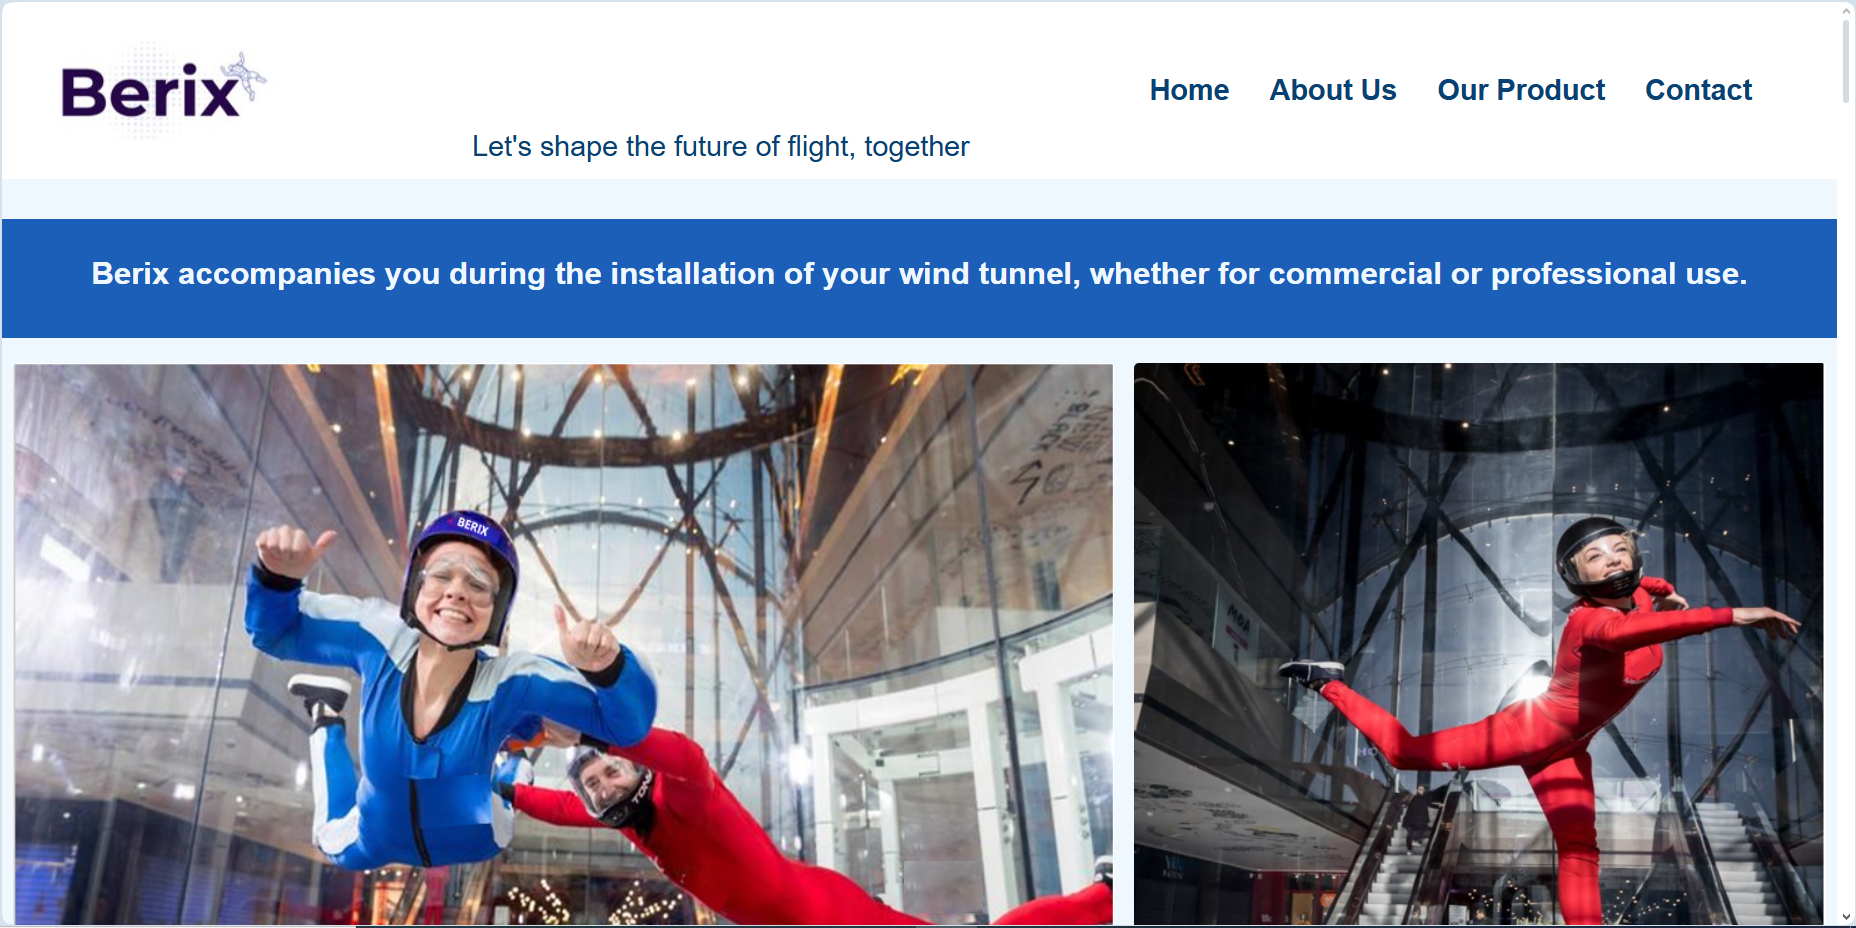 Berix
Home About Us Our Product Contact
Let's shape the future of flight, together
Berix accompanies you during the installation of your wind tunnel, whether for commercial or professional use.
BERIX
MOA